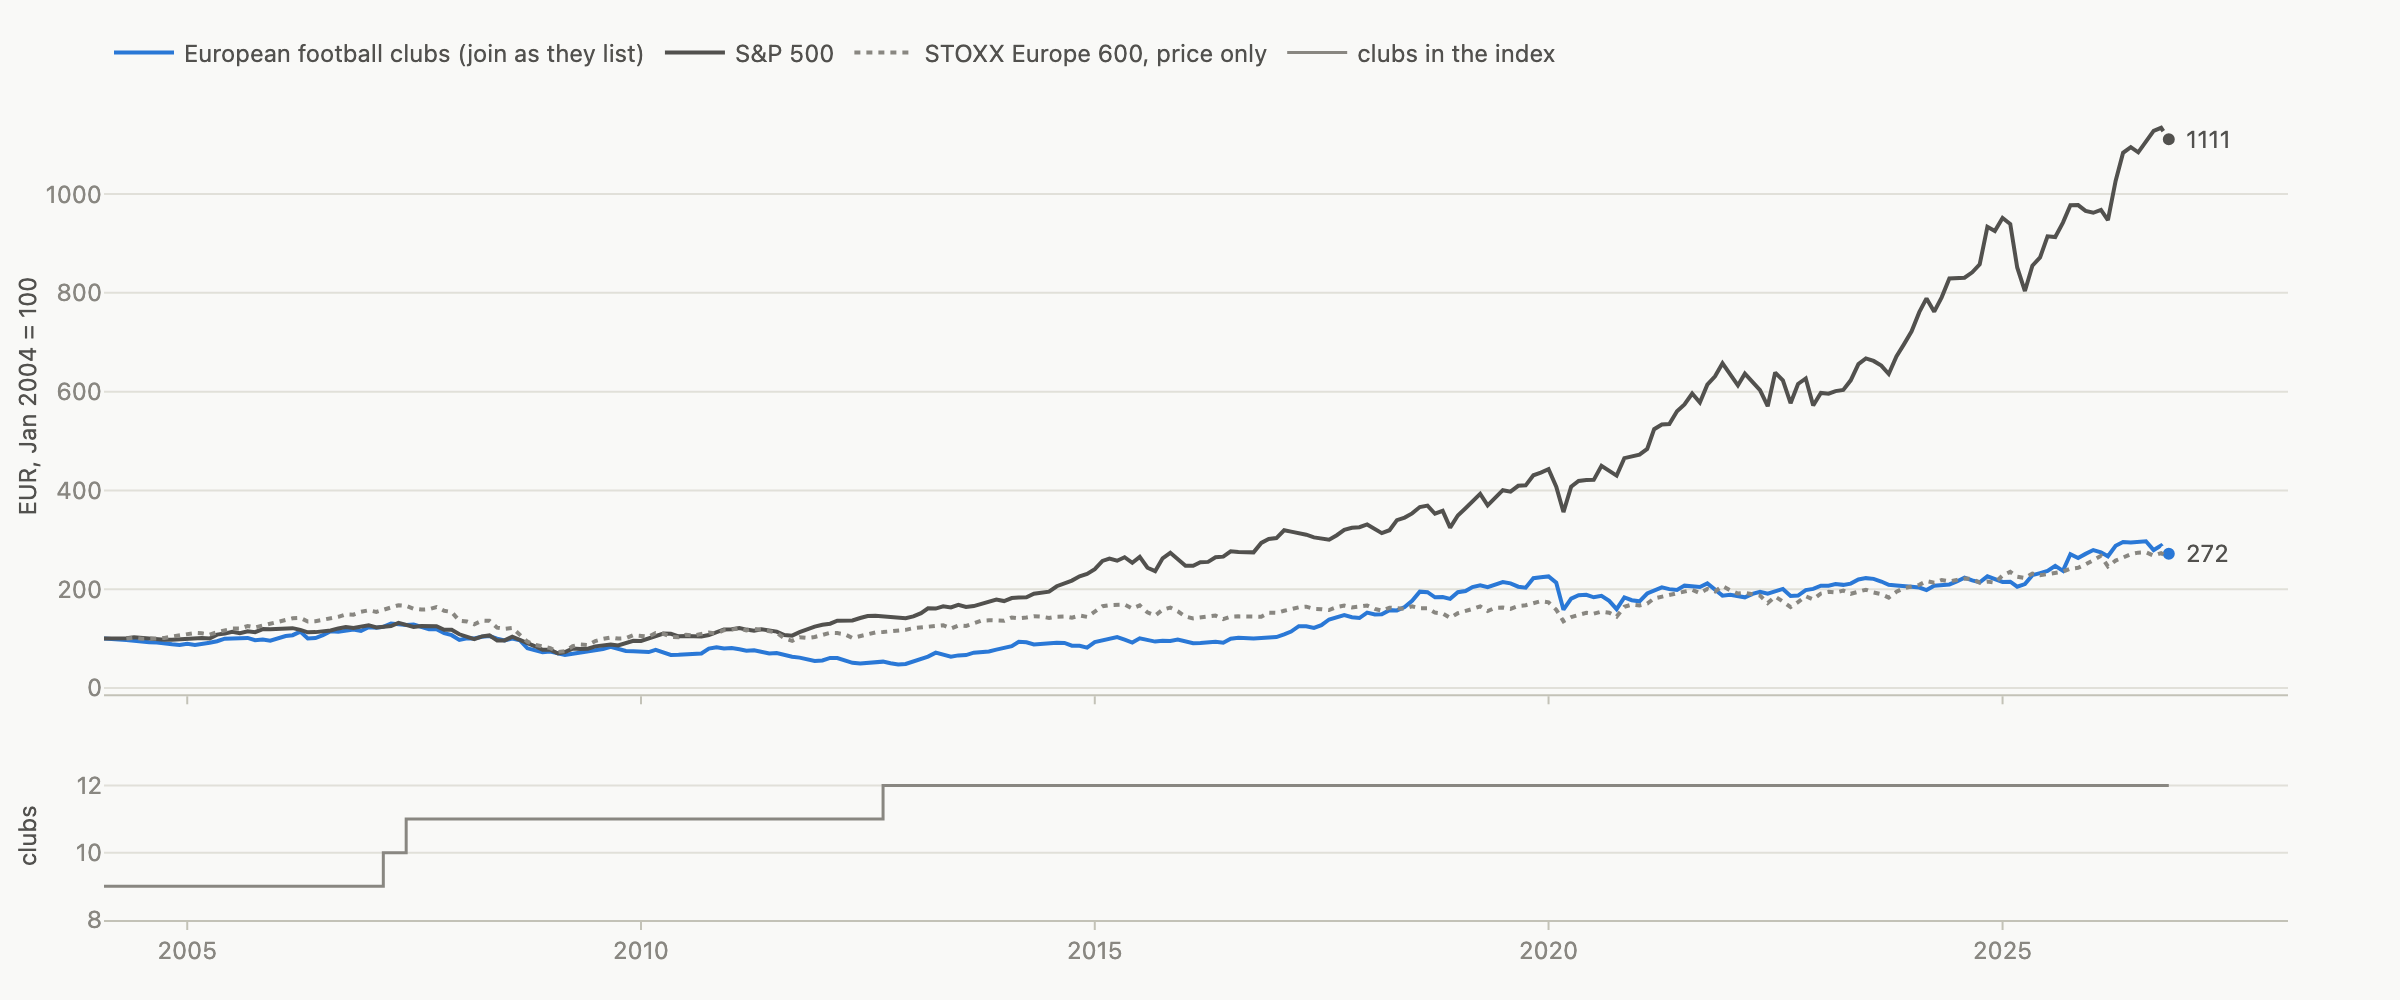 European football clubs (join as they list) S&P 500 STOXX Europe 600, price only clubs in the index
EUR, Jan 2004 = 100
1000
800
600
400
200
0
1111
272
clubs
12
10
8
2005 2010 2015 2020 2025